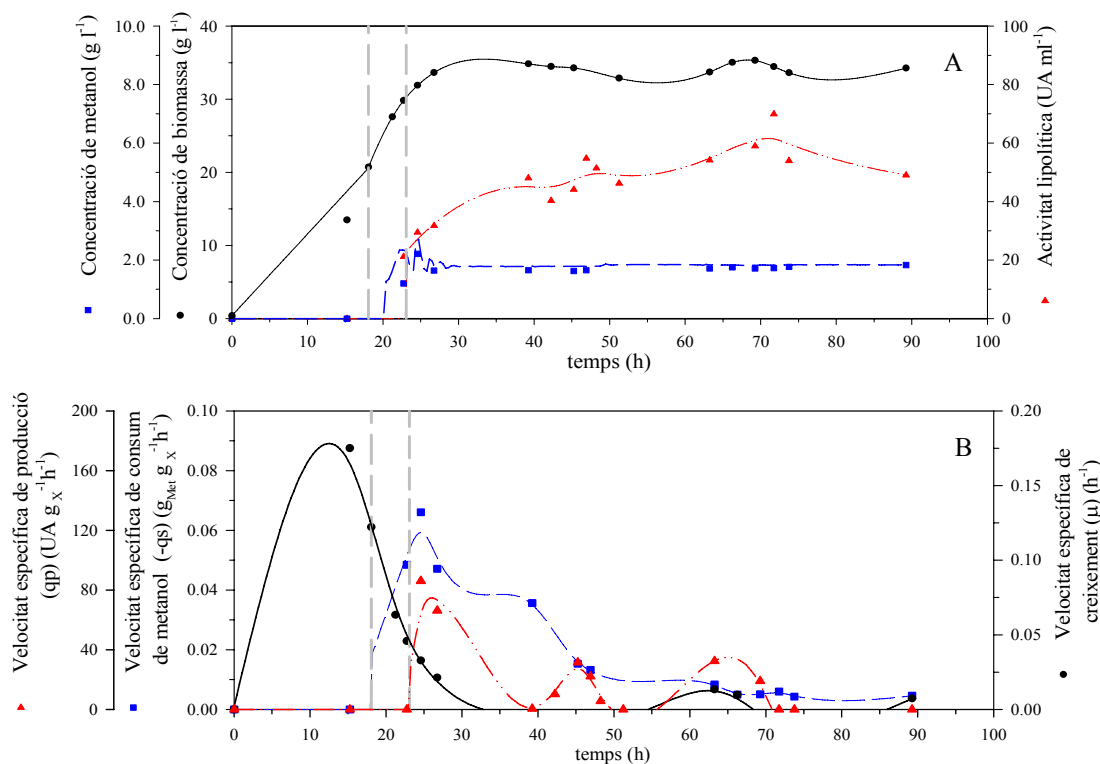 Concentració de metanol (g l⁻¹)
10.0
8.0
6.0
4.0
2.0
0.0
Concentració de biomassa (g l⁻¹)
40
30
20
10
0
A
100
80
60
40
20
0
Activitat lipolítica (UA ml⁻¹)
0 10 20 30 40 50 60 70 80 90 100
temps (h)
Velocitat específica de producció
(qp) (UA g X⁻¹h⁻¹)
200
160
120
80
40
0
Velocitat específica de consum
de metanol (-qs) (gMet g X⁻¹h⁻¹)
0.10
0.08
0.06
0.04
0.02
0.00
B
0.20
0.15
0.10
0.05
0.00
Velocitat específica de
creixement (μ) (h⁻¹)
0 10 20 30 40 50 60 70 80 90 100
temps (h)